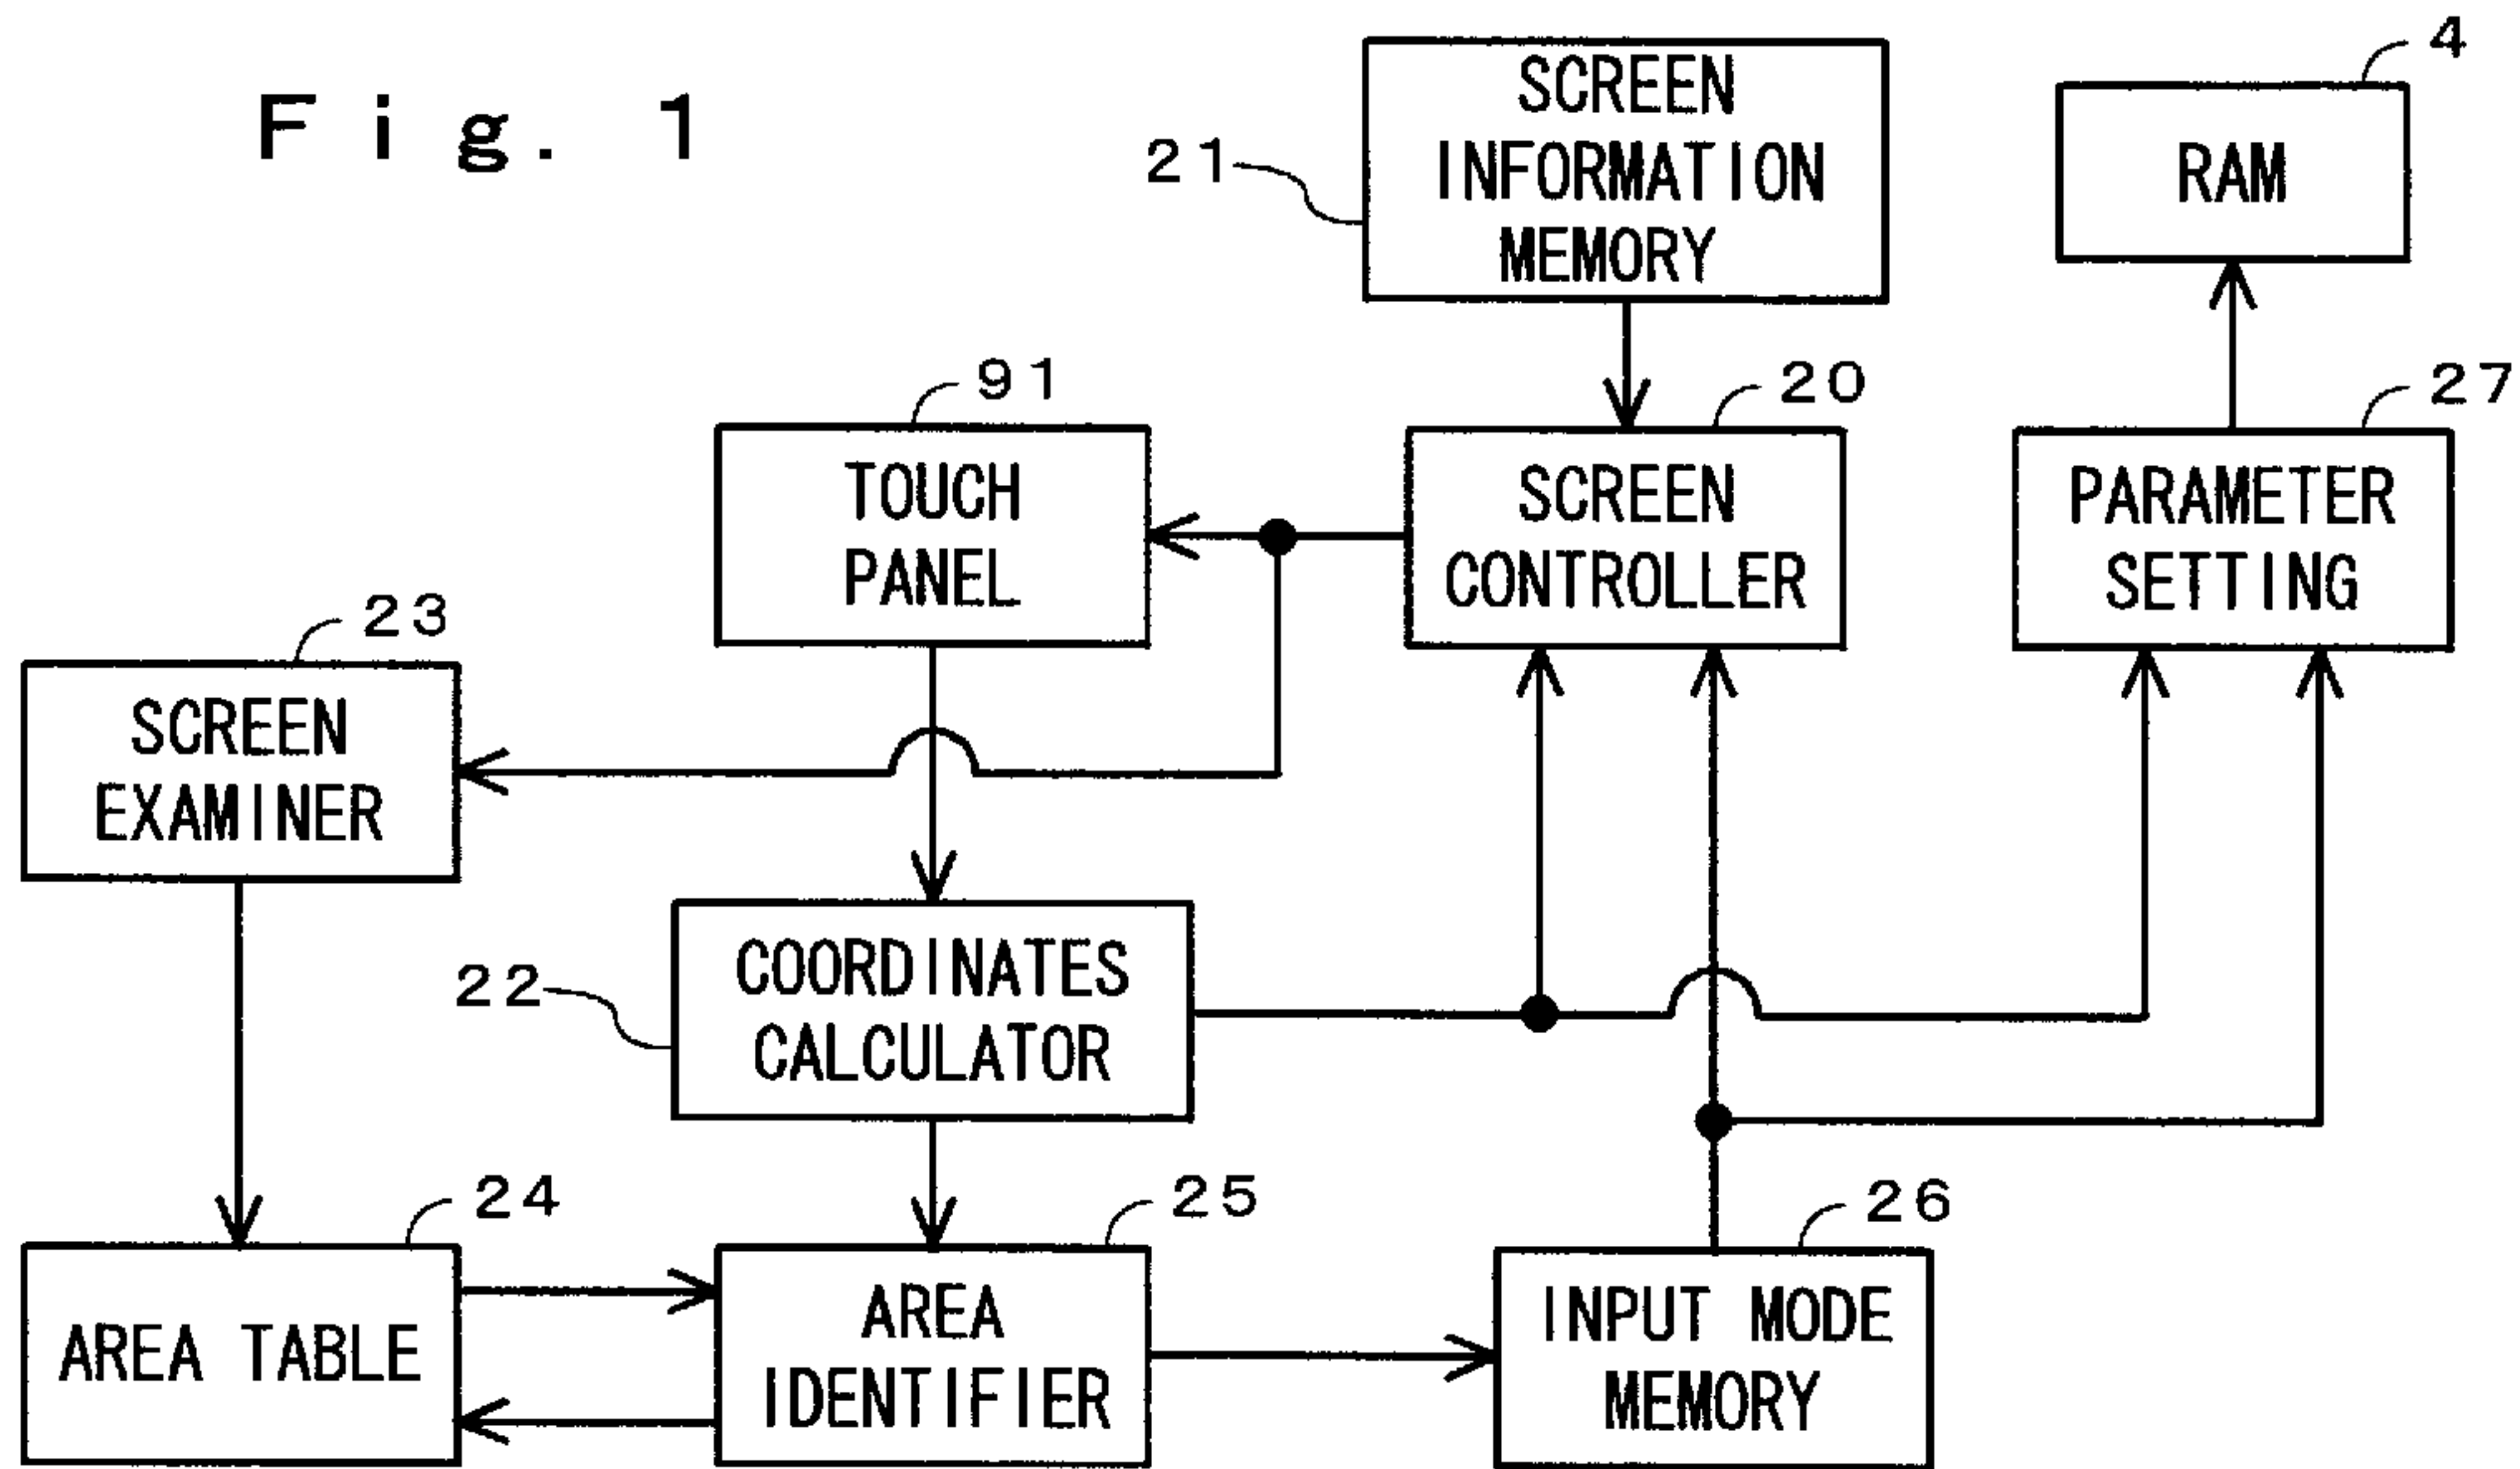 Fig. 1
SCREEN
INFORMATION
MEMORY
21
RAM
4
TOUCH
PANEL
91
SCREEN
CONTROLLER
20
PARAMETER
SETTING
27
SCREEN
EXAMINER
23
COORDINATES
CALCULATOR
22
AREA TABLE
24
AREA
IDENTIFIER
25
INPUT MODE
MEMORY
26